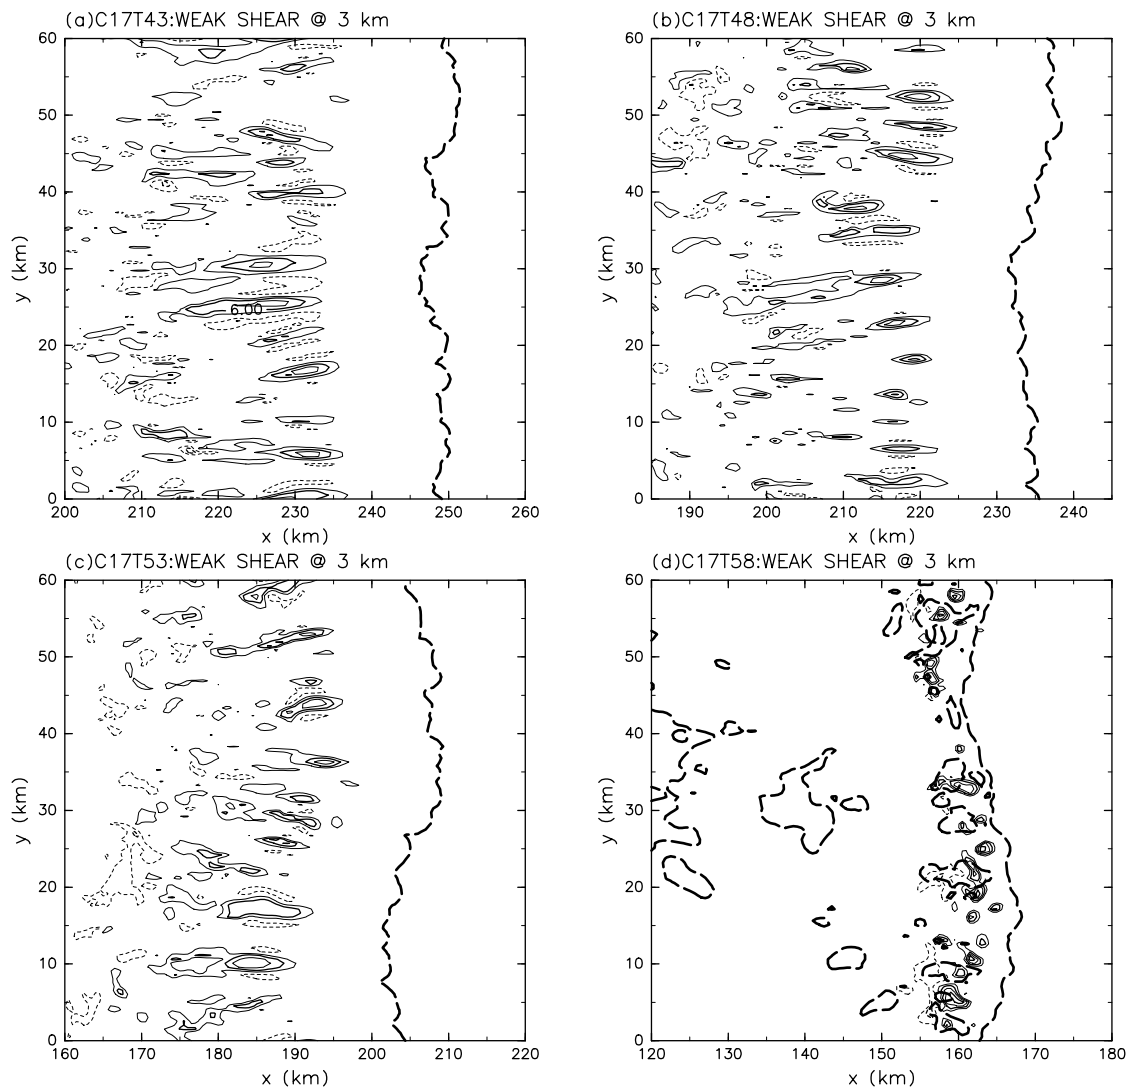 (a)C17T43:WEAK SHEAR @ 3 km
60
50
40
30
20
10
0
y (km)
6.00
200 210 220 230 240 250 260
x (km)
(b)C17T48:WEAK SHEAR @ 3 km
60
50
40
30
20
10
0
y (km)
190 200 210 220 230 240
x (km)
(c)C17T53:WEAK SHEAR @ 3 km
60
50
40
30
20
10
0
y (km)
160 170 180 190 200 210 220
x (km)
(d)C17T58:WEAK SHEAR @ 3 km
60
50
40
30
20
10
0
y (km)
120 130 140 150 160 170 180
x (km)